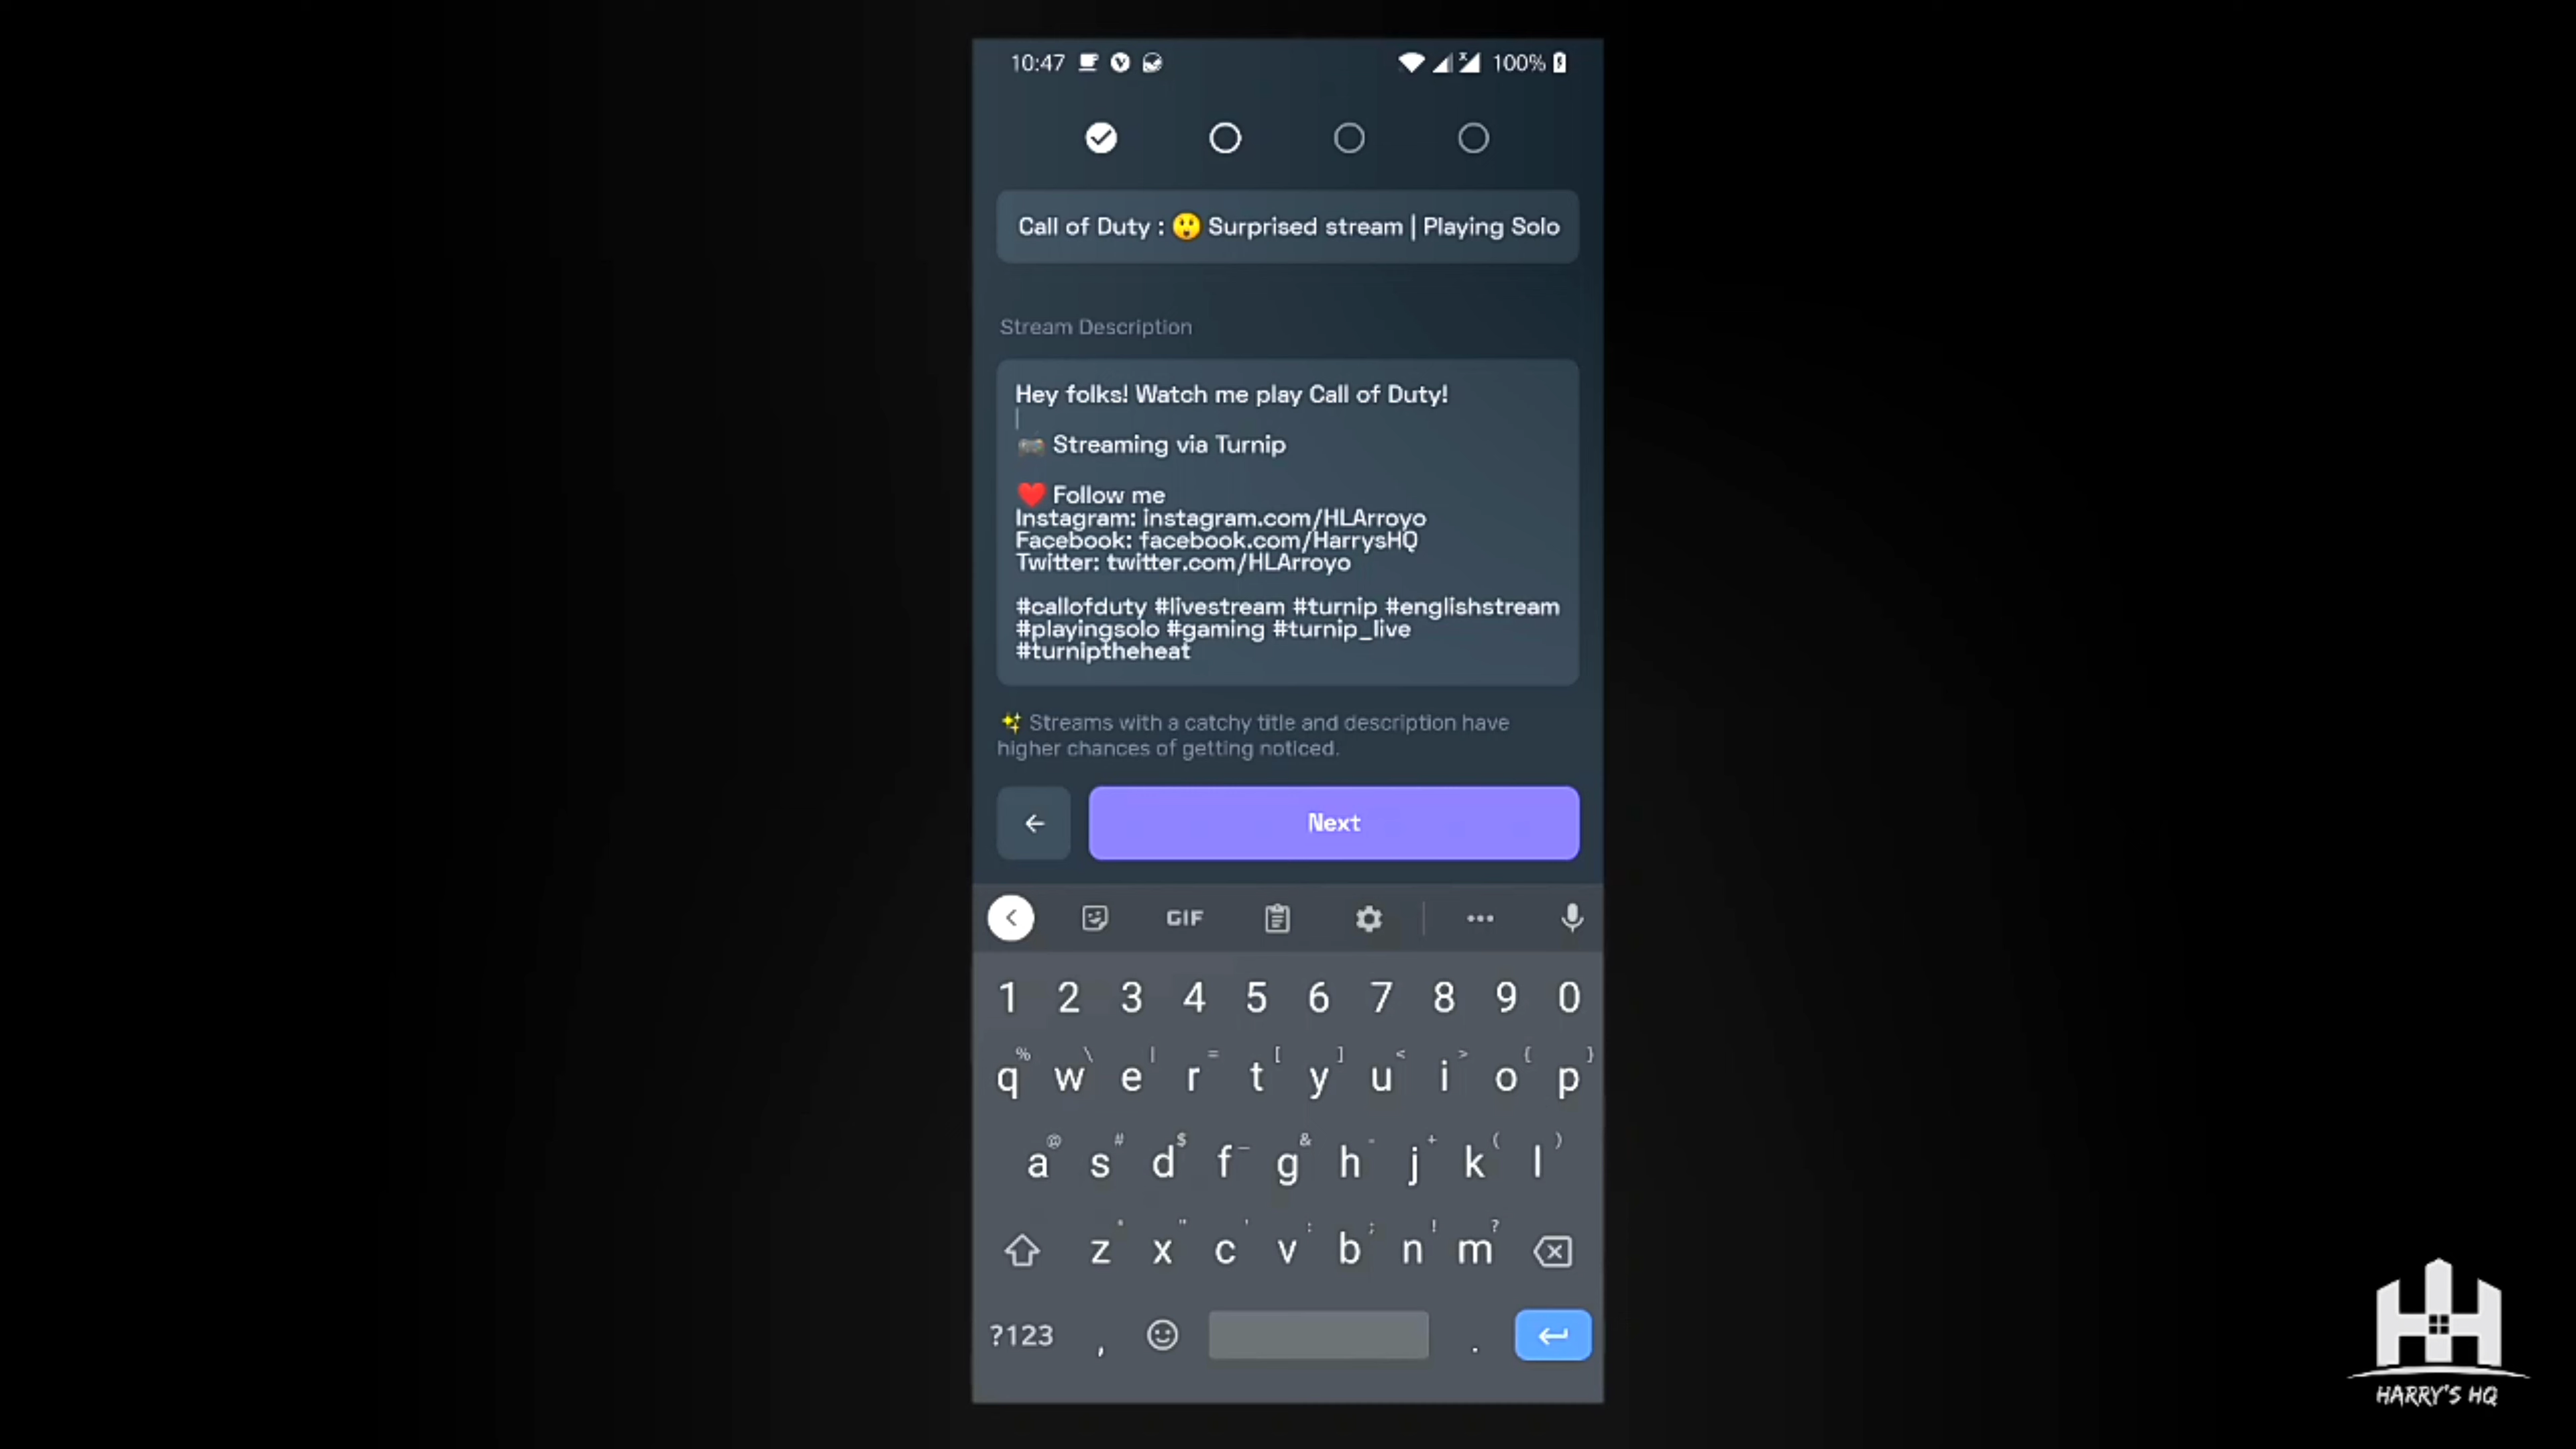 10:47 100%
Call of Duty : 😲 Surprised stream | Playing Solo
Stream Description
Hey folks! Watch me play Call of Duty!
🎮 Streaming via Turnip
❤️ Follow me
Instagram: instagram.com/HLArroyo
Facebook: facebook.com/HarrysHQ
Twitter: twitter.com/HLArroyo
#callofduty #livestream #turnip #englishstream
#playingsolo #gaming #turnip_live
#turniptheheat
✨ Streams with a catchy title and description have
higher chances of getting noticed.
← Next
GIF
1 2 3 4 5 6 7 8 9 0
% \ | = [ ] < > { }
q w e r t y u i o p
@ # $ _ & - + ( )
a s d f g h j k l
* " ' : ; ! ?
z x c v b n m
?123 , .
HARRY'S HQ